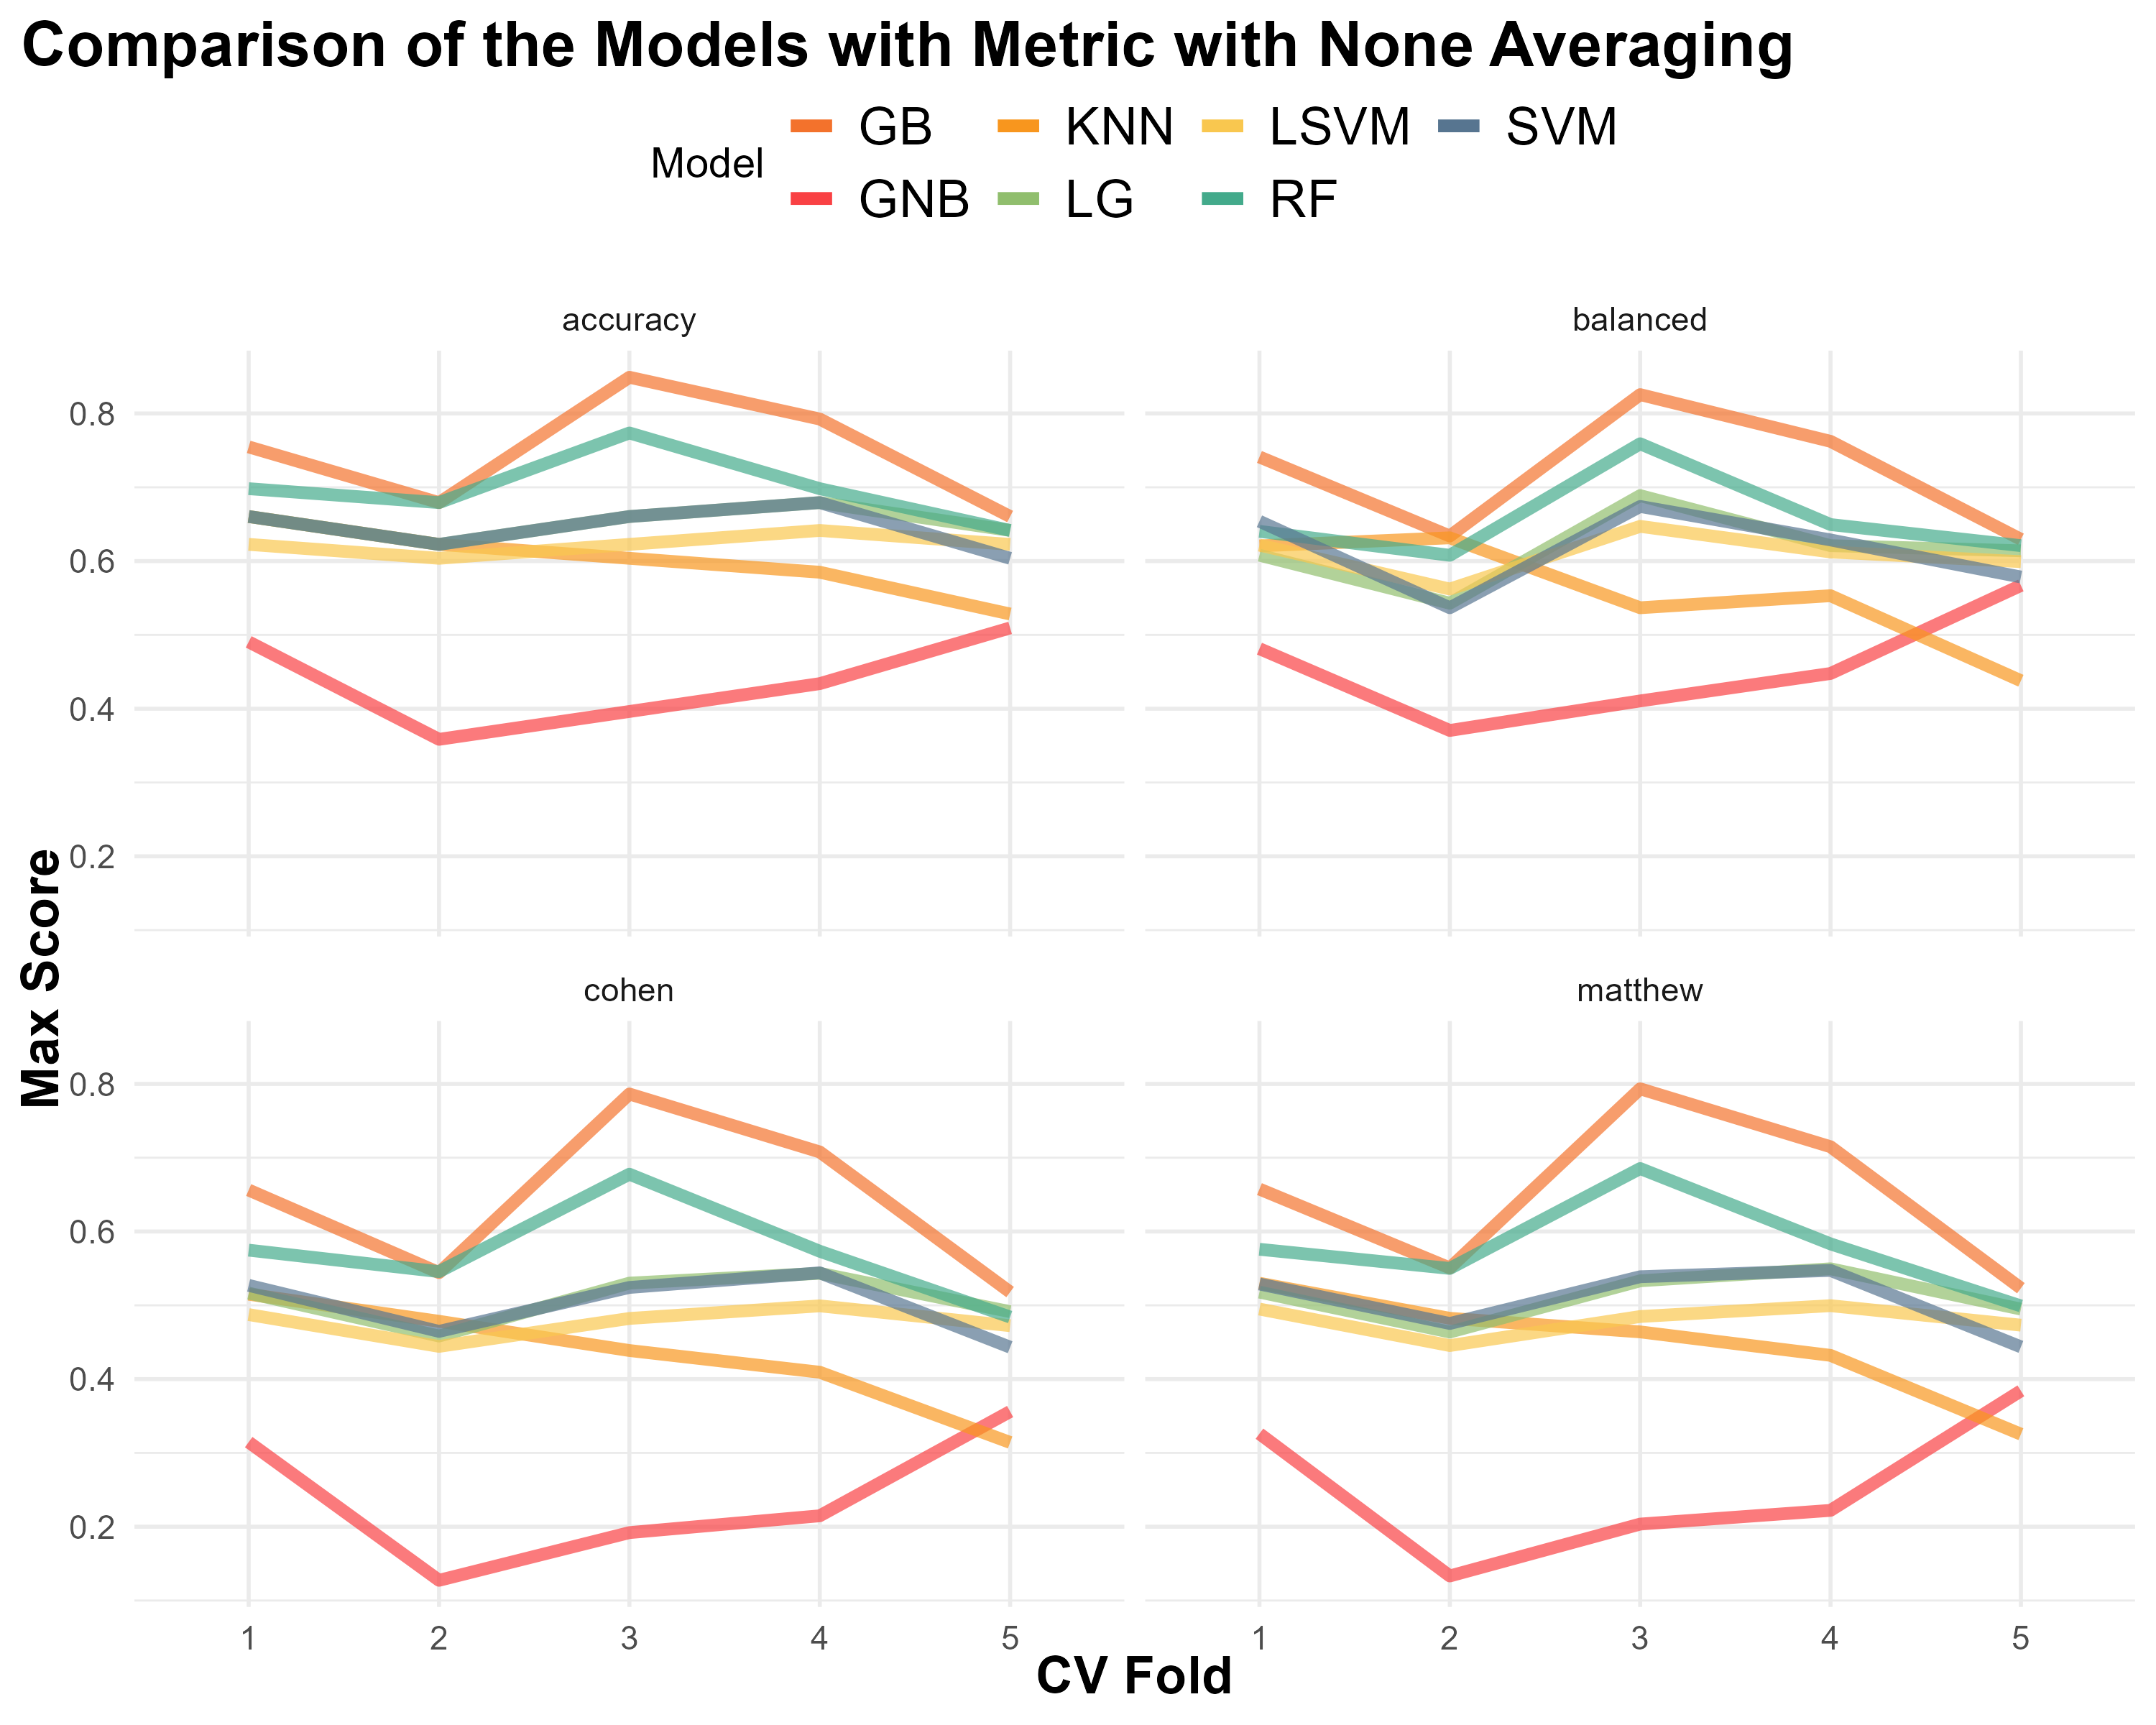 Comparison of the Models with Metric with None Averaging
Model
GB KNN LSVM SVM
GNB LG RF
accuracy balanced
0.8
0.6
0.4
0.2
Max Score
cohen matthew
0.8
0.6
0.4
0.2
1 2 3 4 5 1 2 3 4 5
CV Fold